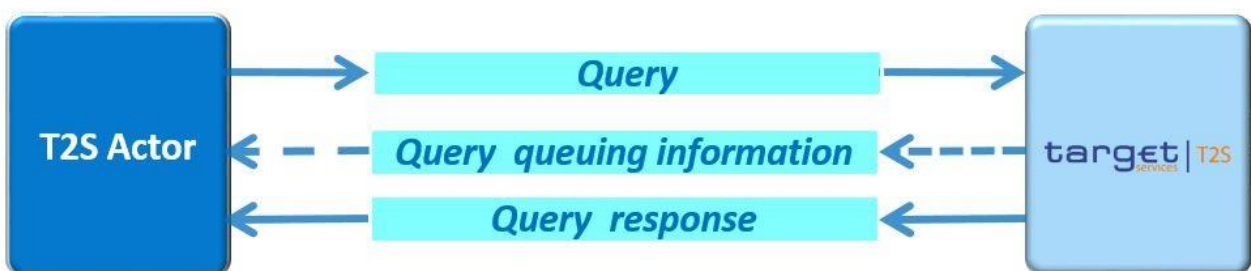 Query
T2S Actor
Query queuing information
target | T2S
services
Query response